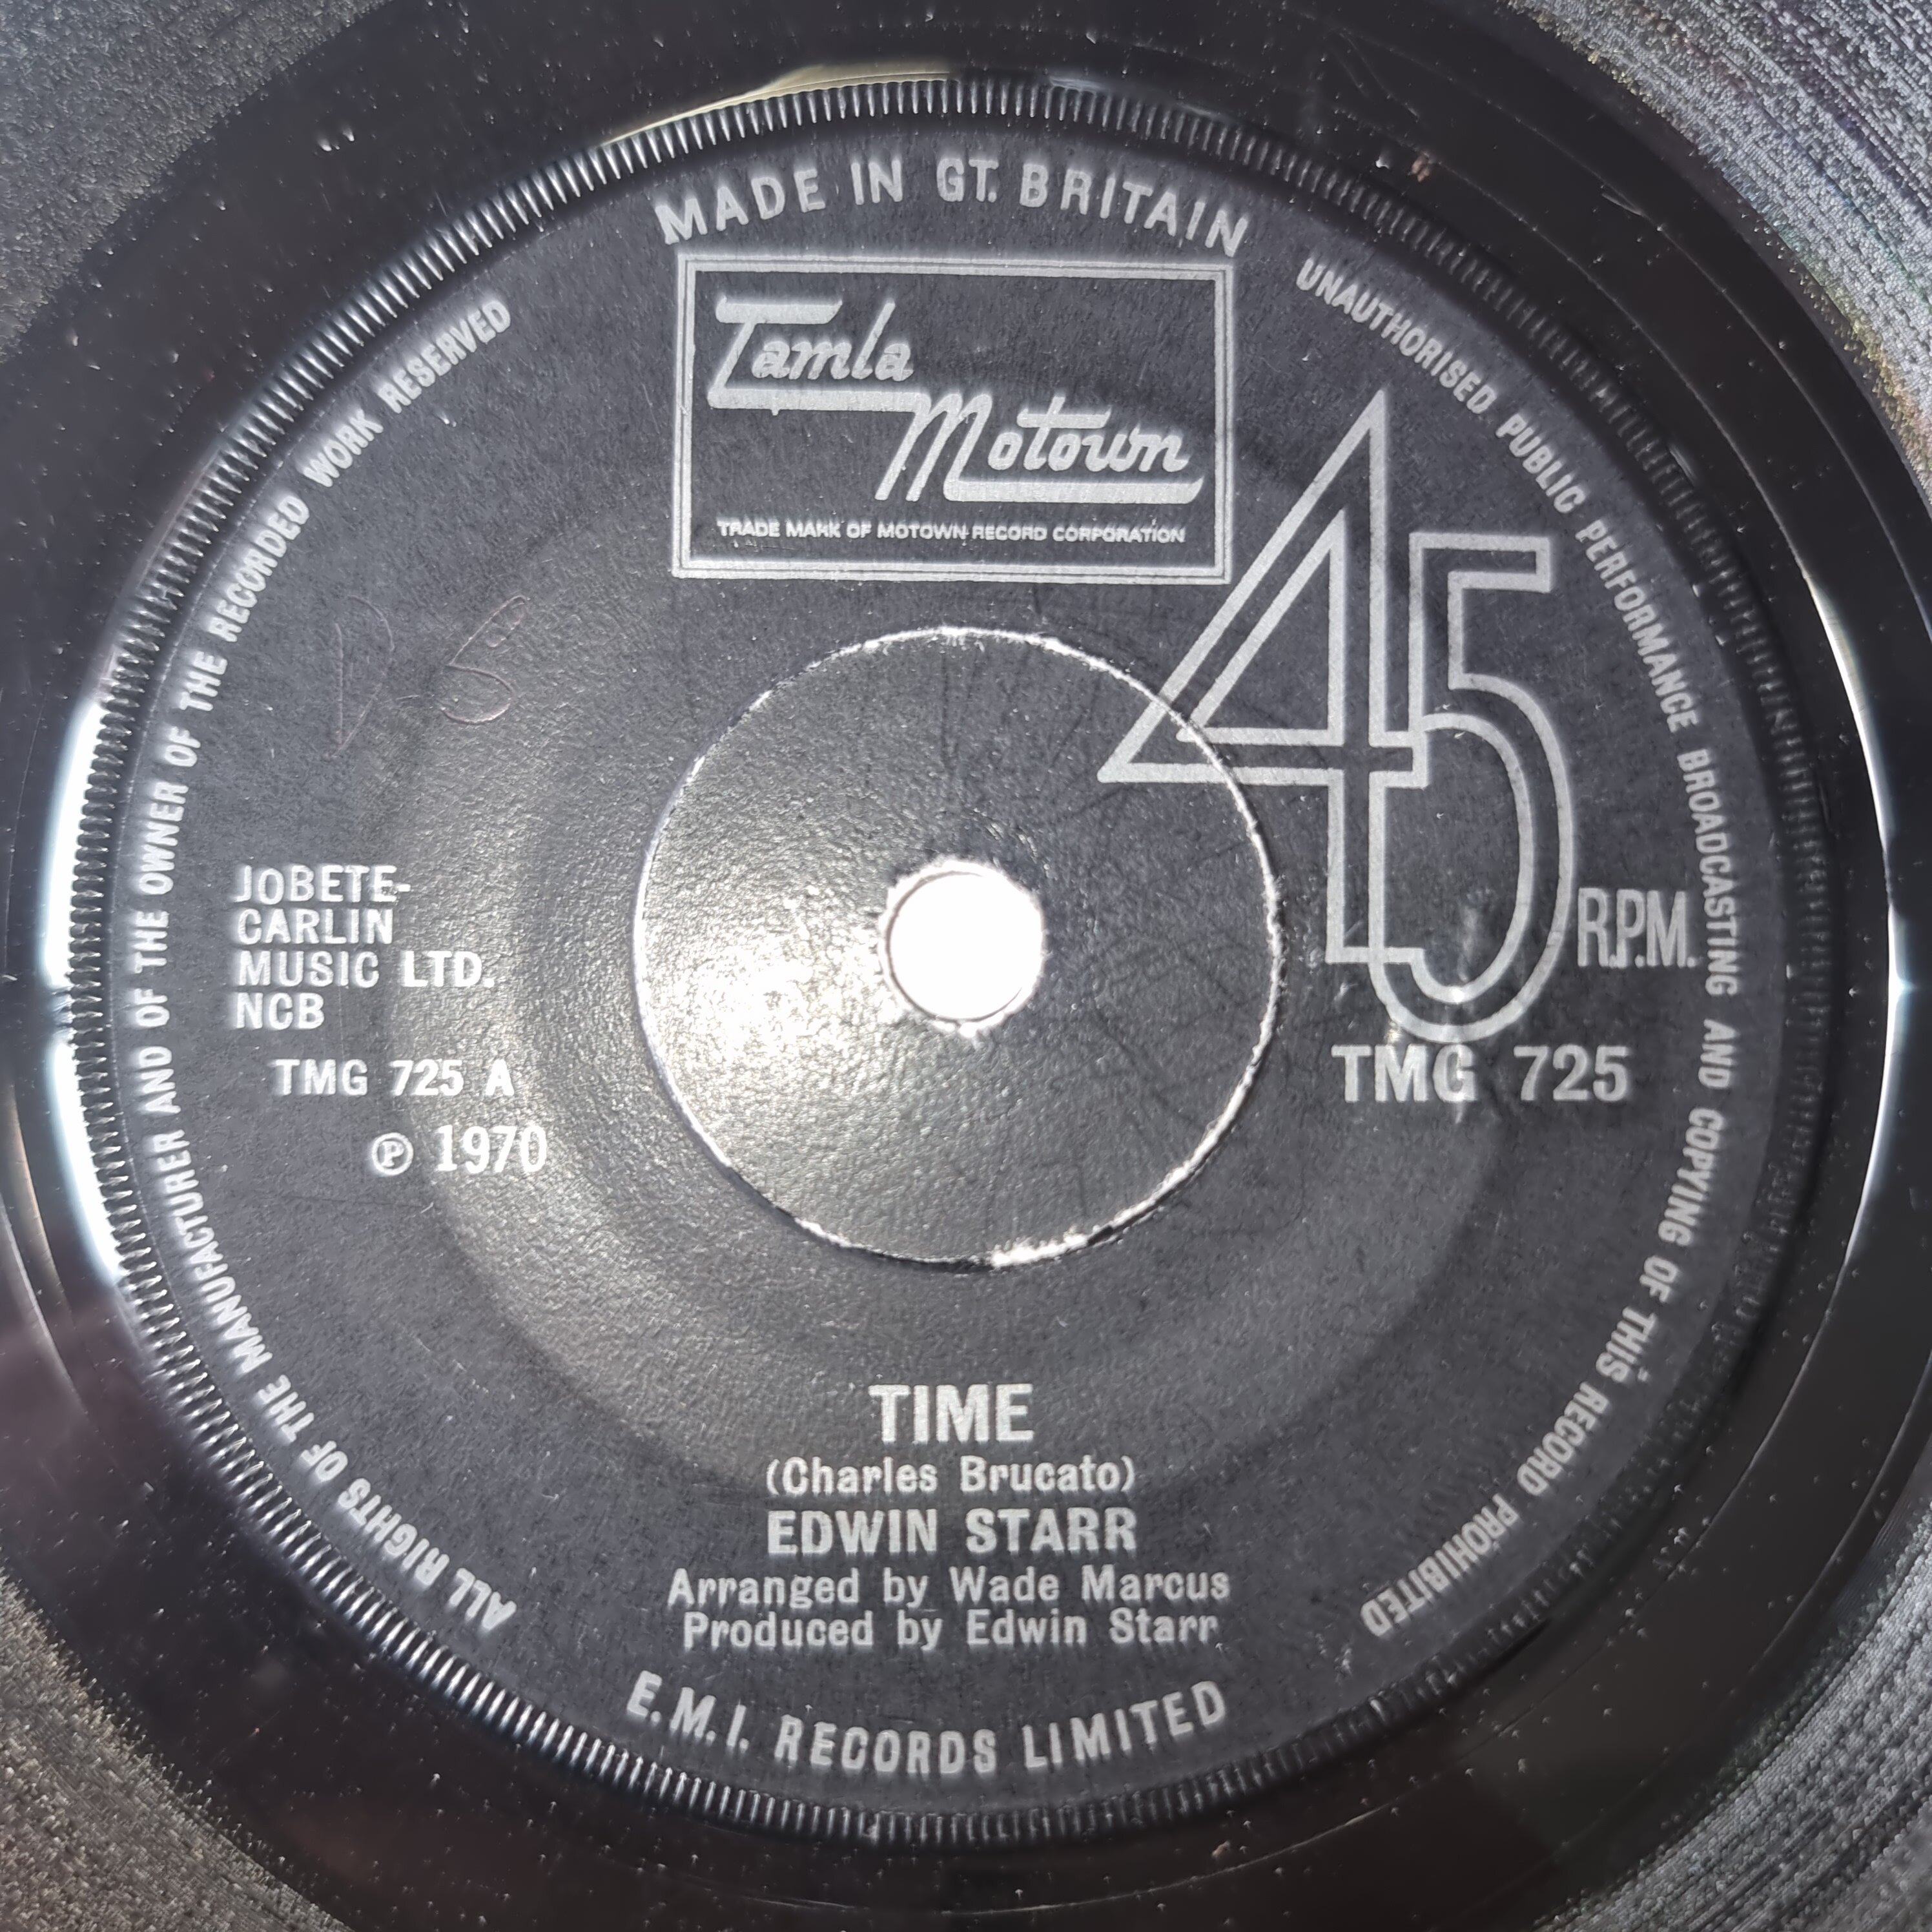 MADE IN GT. BRITAIN
Tamla
Motown
TRADE MARK OF MOTOWN RECORD CORPORATION
UNAUTHORISED PUBLIC PERFORMANCE BROADCASTING AND COPYING OF THIS RECORD PROHIBITED
ALL RIGHTS OF THE MANUFACTURER AND OF THE OWNER OF THE RECORDED WORK RESERVED
45
R.P.M.
JOBETE-
CARLIN
MUSIC LTD.
NCB
TMG 725 A
℗ 1970
TMG 725
TIME
(Charles Brucato)
EDWIN STARR
Arranged by Wade Marcus
Produced by Edwin Starr
E.M.I. RECORDS LIMITED